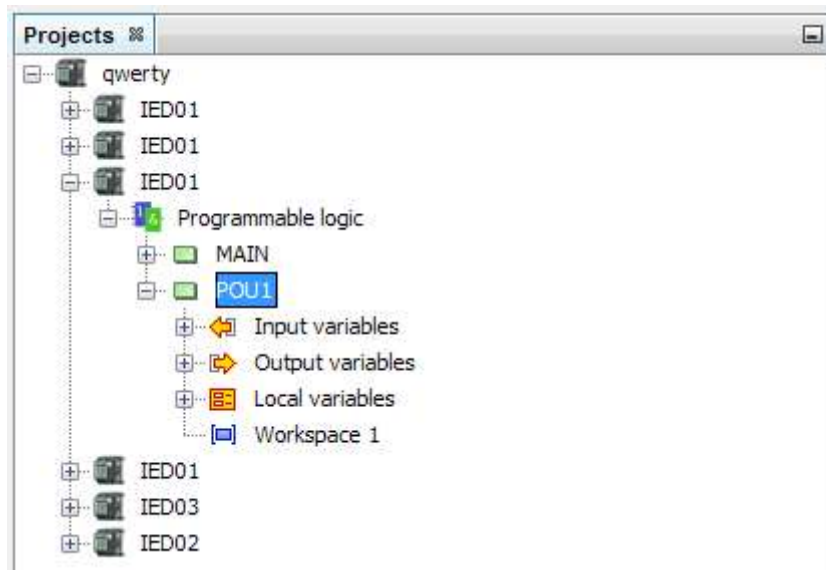 Projects
qwerty
IED01
IED01
IED01
Programmable logic
MAIN
POU1
Input variables
Output variables
Local variables
Workspace 1
IED01
IED03
IED02